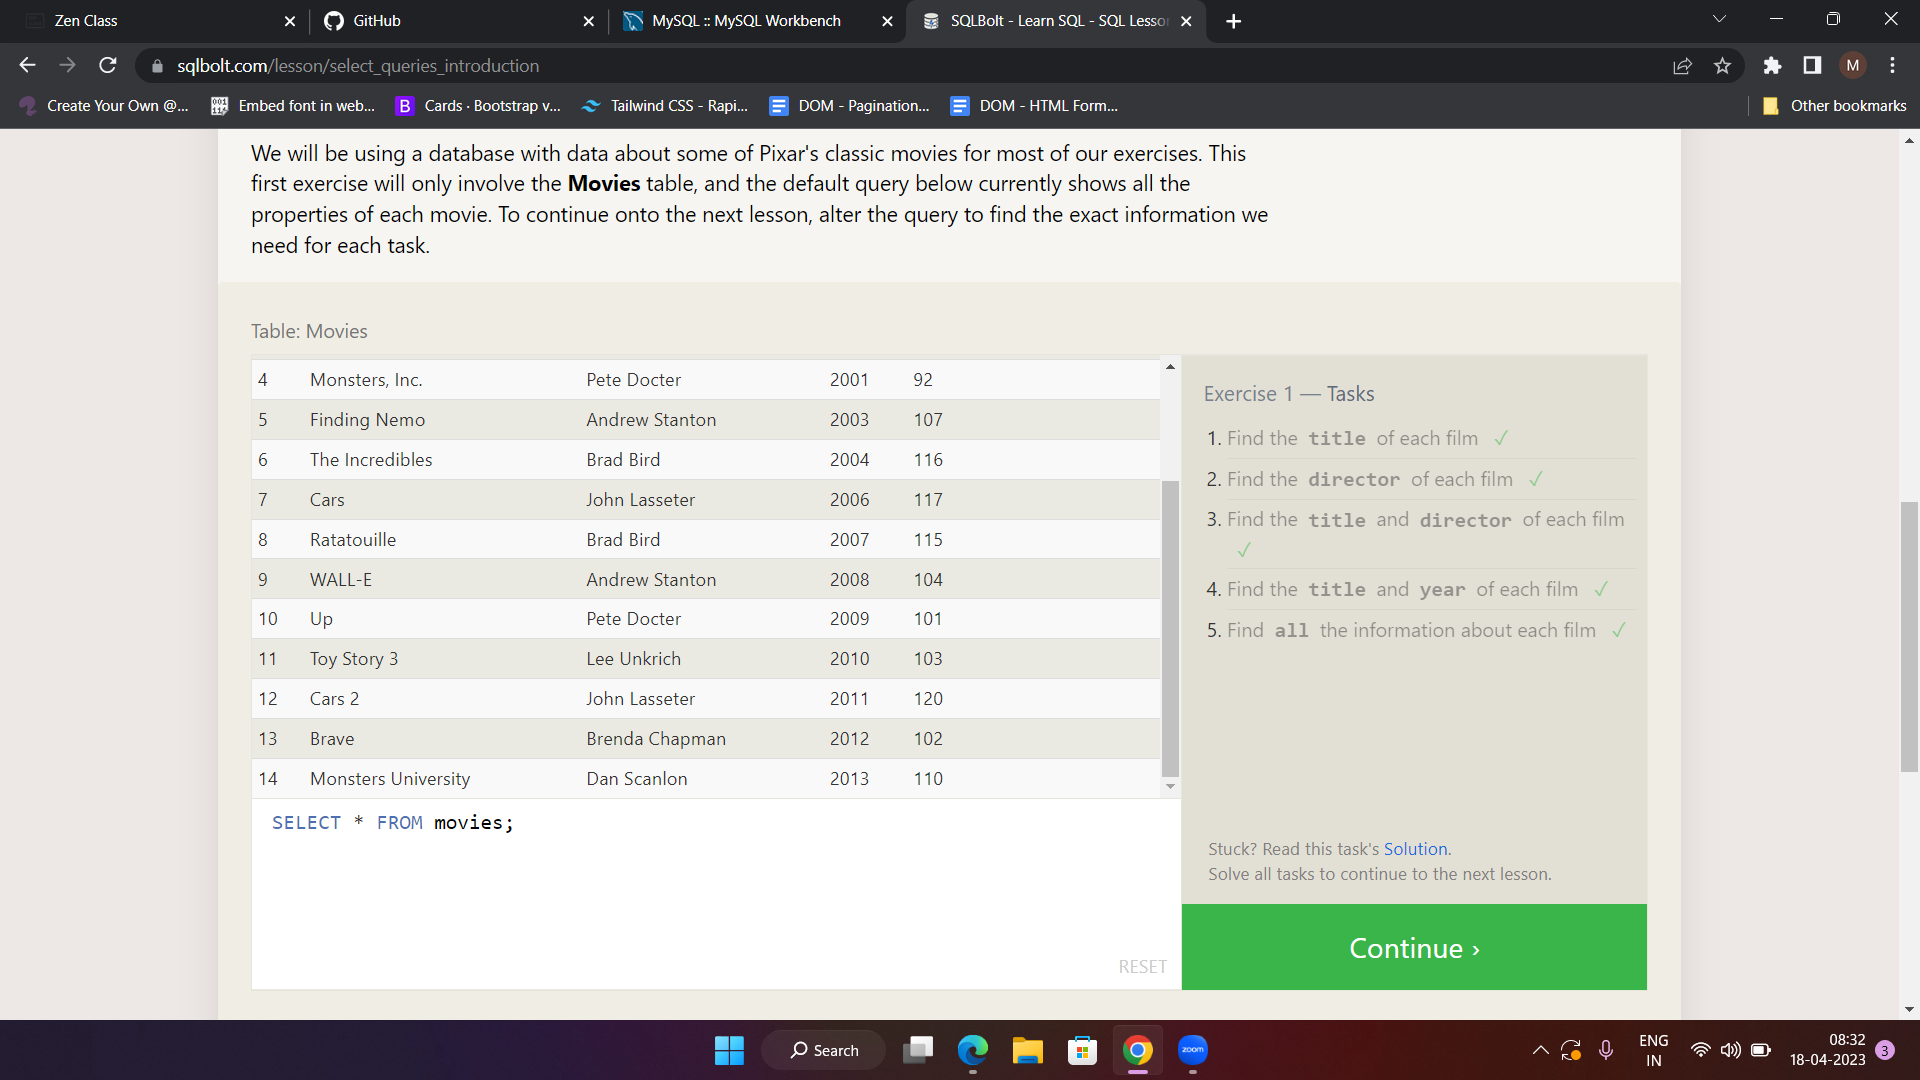 Zen Class
GitHub
MySQL :: MySQL Workbench
SQLBolt - Learn SQL - SQL Lesso
sqlbolt.com/lesson/select_queries_introduction
M
Create Your Own @...
Embed font in web...
B Cards · Bootstrap v...
Tailwind CSS - Rapi...
DOM - Pagination...
DOM - HTML Form...
Other bookmarks
We will be using a database with data about some of Pixar's classic movies for most of our exercises. This
first exercise will only involve the Movies table, and the default query below currently shows all the
properties of each movie. To continue onto the next lesson, alter the query to find the exact information we
need for each task.
Table: Movies
4 Monsters, Inc. Pete Docter 2001 92
5 Finding Nemo Andrew Stanton 2003 107
6 The Incredibles Brad Bird 2004 116
7 Cars John Lasseter 2006 117
8 Ratatouille Brad Bird 2007 115
9 WALL-E Andrew Stanton 2008 104
10 Up Pete Docter 2009 101
11 Toy Story 3 Lee Unkrich 2010 103
12 Cars 2 John Lasseter 2011 120
13 Brave Brenda Chapman 2012 102
14 Monsters University Dan Scanlon 2013 110
SELECT * FROM movies;
RESET
Exercise 1 — Tasks
1. Find the title of each film ✓
2. Find the director of each film ✓
3. Find the title and director of each film
✓
4. Find the title and year of each film ✓
5. Find all the information about each film ✓
Stuck? Read this task's Solution.
Solve all tasks to continue to the next lesson.
Continue ›
Search
zoom
ENG
IN
08:32
18-04-2023
3